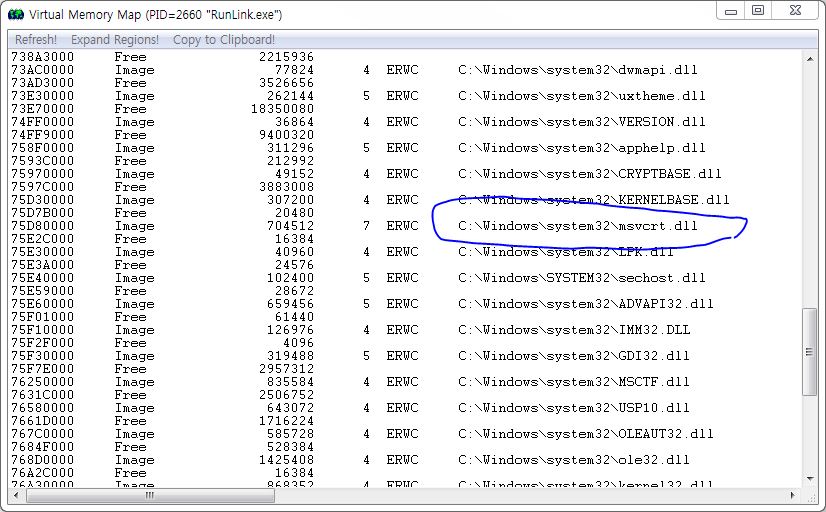 Virtual Memory Map (PID=2660 "RunLink.exe")
Refresh! Expand Regions! Copy to Clipboard!
738A3000 Free 2215936
73AC0000 Image 77824 4 ERWC C:\Windows\system32\dwmapi.dll
73AD3000 Free 3526656
73E30000 Image 262144 5 ERWC C:\Windows\system32\uxtheme.dll
73E70000 Free 18350080
74FF0000 Image 36864 4 ERWC C:\Windows\system32\VERSION.dll
74FF9000 Free 9400320
758F0000 Image 311296 5 ERWC C:\Windows\system32\apphelp.dll
7593C000 Free 212992
75970000 Image 49152 4 ERWC C:\Windows\system32\CRYPTBASE.dll
7597C000 Free 3883008
75D30000 Image 307200 4 ERWC C:\Windows\system32\KERNELBASE.dll
75D7B000 Free 20480
75D80000 Image 704512 7 ERWC C:\Windows\system32\msvcrt.dll
75E2C000 Free 16384
75E30000 Image 40960 4 ERWC C:\Windows\system32\LPK.dll
75E3A000 Free 24576
75E40000 Image 102400 5 ERWC C:\Windows\SYSTEM32\sechost.dll
75E59000 Free 28672
75E60000 Image 659456 5 ERWC C:\Windows\system32\ADVAPI32.dll
75F01000 Free 61440
75F10000 Image 126976 4 ERWC C:\Windows\system32\IMM32.DLL
75F2F000 Free 4096
75F30000 Image 319488 5 ERWC C:\Windows\system32\GDI32.dll
75F7E000 Free 2957312
76250000 Image 835584 4 ERWC C:\Windows\system32\MSCTF.dll
7631C000 Free 2506752
76580000 Image 643072 4 ERWC C:\Windows\system32\USP10.dll
7661D000 Free 1716224
767C0000 Image 585728 4 ERWC C:\Windows\system32\OLEAUT32.dll
7684F000 Free 528384
768D0000 Image 1425408 4 ERWC C:\Windows\system32\ole32.dll
76A2C000 Free 16384
76A30000 Image 868352 4 ERWC C:\Windows\system32\kernel32.dll